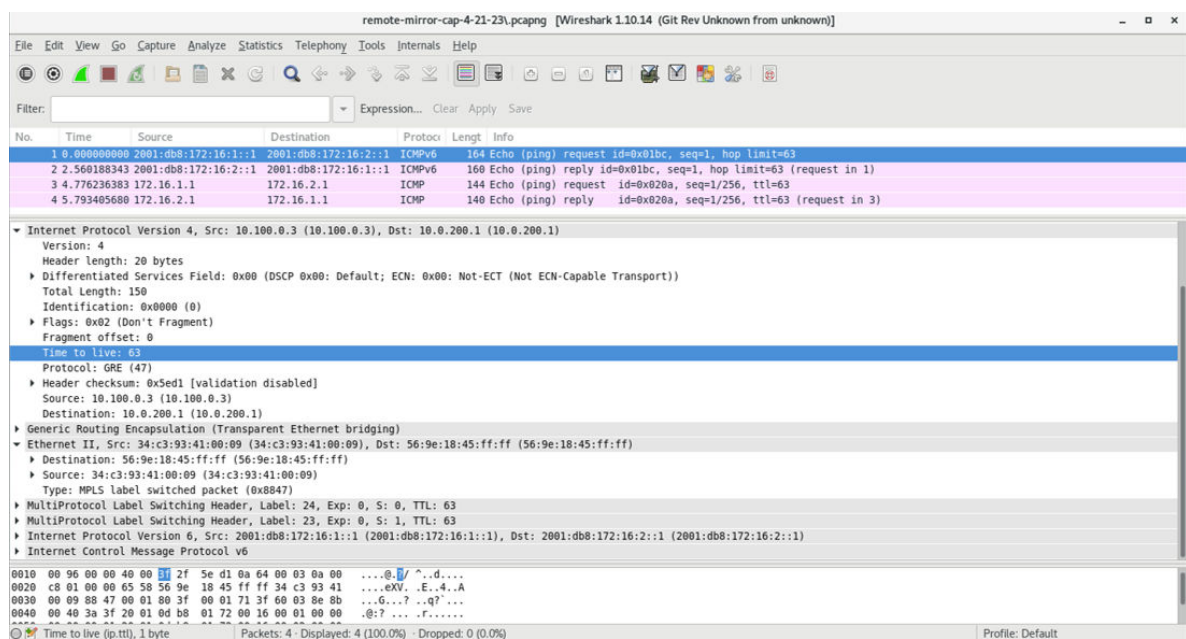 remote-mirror-cap-4-21-23\.pcapng [Wireshark 1.10.14 (Git Rev Unknown from unknown)]
File Edit View Go Capture Analyze Statistics Telephony Tools Internals Help
Filter: Expression... Clear Apply Save
No. Time Source Destination Protoco Lengt Info
1 0.000000000 2001:db8:172:16:1::1 2001:db8:172:16:2::1 ICMPv6 164 Echo (ping) request id=0x01bc, seq=1, hop limit=63
2 2.560188343 2001:db8:172:16:2::1 2001:db8:172:16:1::1 ICMPv6 160 Echo (ping) reply id=0x01bc, seq=1, hop limit=63 (request in 1)
3 4.776236383 172.16.1.1 172.16.2.1 ICMP 144 Echo (ping) request id=0x020a, seq=1/256, ttl=63
4 5.793405680 172.16.2.1 172.16.1.1 ICMP 140 Echo (ping) reply id=0x020a, seq=1/256, ttl=63 (request in 3)
Internet Protocol Version 4, Src: 10.100.0.3 (10.100.0.3), Dst: 10.0.200.1 (10.0.200.1)
Version: 4
Header length: 20 bytes
Differentiated Services Field: 0x00 (DSCP 0x00: Default; ECN: 0x00: Not-ECT (Not ECN-Capable Transport))
Total Length: 150
Identification: 0x0000 (0)
Flags: 0x02 (Don't Fragment)
Fragment offset: 0
Time to live: 63
Protocol: GRE (47)
Header checksum: 0x5ed1 [validation disabled]
Source: 10.100.0.3 (10.100.0.3)
Destination: 10.0.200.1 (10.0.200.1)
Generic Routing Encapsulation (Transparent Ethernet bridging)
Ethernet II, Src: 34:c3:93:41:00:09 (34:c3:93:41:00:09), Dst: 56:9e:18:45:ff:ff (56:9e:18:45:ff:ff)
Destination: 56:9e:18:45:ff:ff (56:9e:18:45:ff:ff)
Source: 34:c3:93:41:00:09 (34:c3:93:41:00:09)
Type: MPLS label switched packet (0x8847)
MultiProtocol Label Switching Header, Label: 24, Exp: 0, S: 0, TTL: 63
MultiProtocol Label Switching Header, Label: 23, Exp: 0, S: 1, TTL: 63
Internet Protocol Version 6, Src: 2001:db8:172:16:1::1 (2001:db8:172:16:1::1), Dst: 2001:db8:172:16:2::1 (2001:db8:172:16:2::1)
Internet Control Message Protocol v6
0010 00 96 00 00 40 00 3f 2f 5e d1 0a 64 00 03 0a 00 ....@.?/ ^..d....
0020 c8 01 00 00 65 58 56 9e 18 45 ff ff 34 c3 93 41 ....eXV. .E..4..A
0030 00 09 88 47 00 01 80 3f 00 01 71 3f 60 03 8e 8b ...G...? ..q?`...
0040 00 40 3a 3f 20 01 0d b8 01 72 00 16 00 01 00 00 .@:? ... .r......
Time to live (ip.ttl), 1 byte Packets: 4 · Displayed: 4 (100.0%) · Dropped: 0 (0.0%) Profile: Default